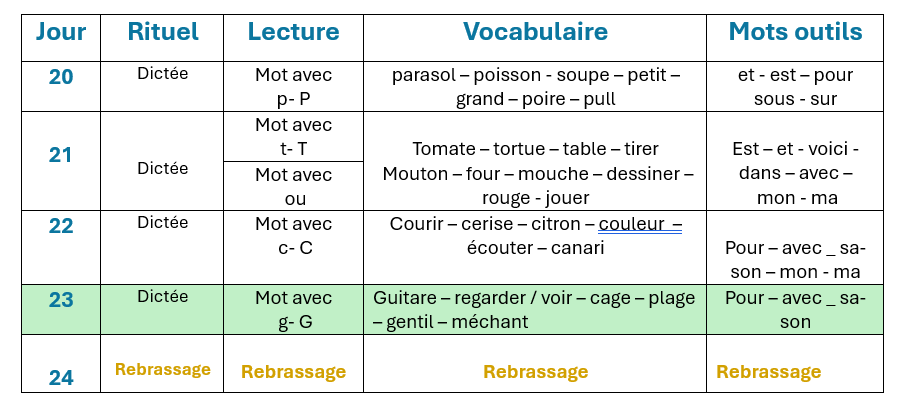 Jour Rituel Lecture Vocabulaire Mots outils
20 Dictée Mot avec parasol – poisson - soupe – petit – et - est – pour
p- P grand – poire – pull sous - sur
Mot avec
t- T
21 Dictée Tomate – tortue – table – tirer Est – et - voici -
Mot avec Mouton – four – mouche – dessiner – dans – avec –
ou rouge - jouer mon - ma
22 Dictée Mot avec Courir – cerise – citron – couleur –
c- C écouter – canari Pour – avec _ sa-
son – mon - ma
23 Dictée Mot avec Guitare – regarder / voir – cage – plage Pour – avec _ sa-
g- G – gentil – méchant son
24 Rebrassage Rebrassage Rebrassage Rebrassage